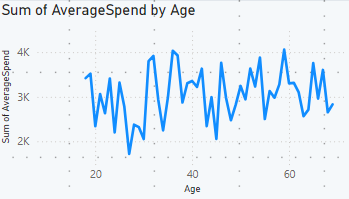 Sum of AverageSpend by Age
Sum of AverageSpend
4K
3K
2K
20
40
60
Age